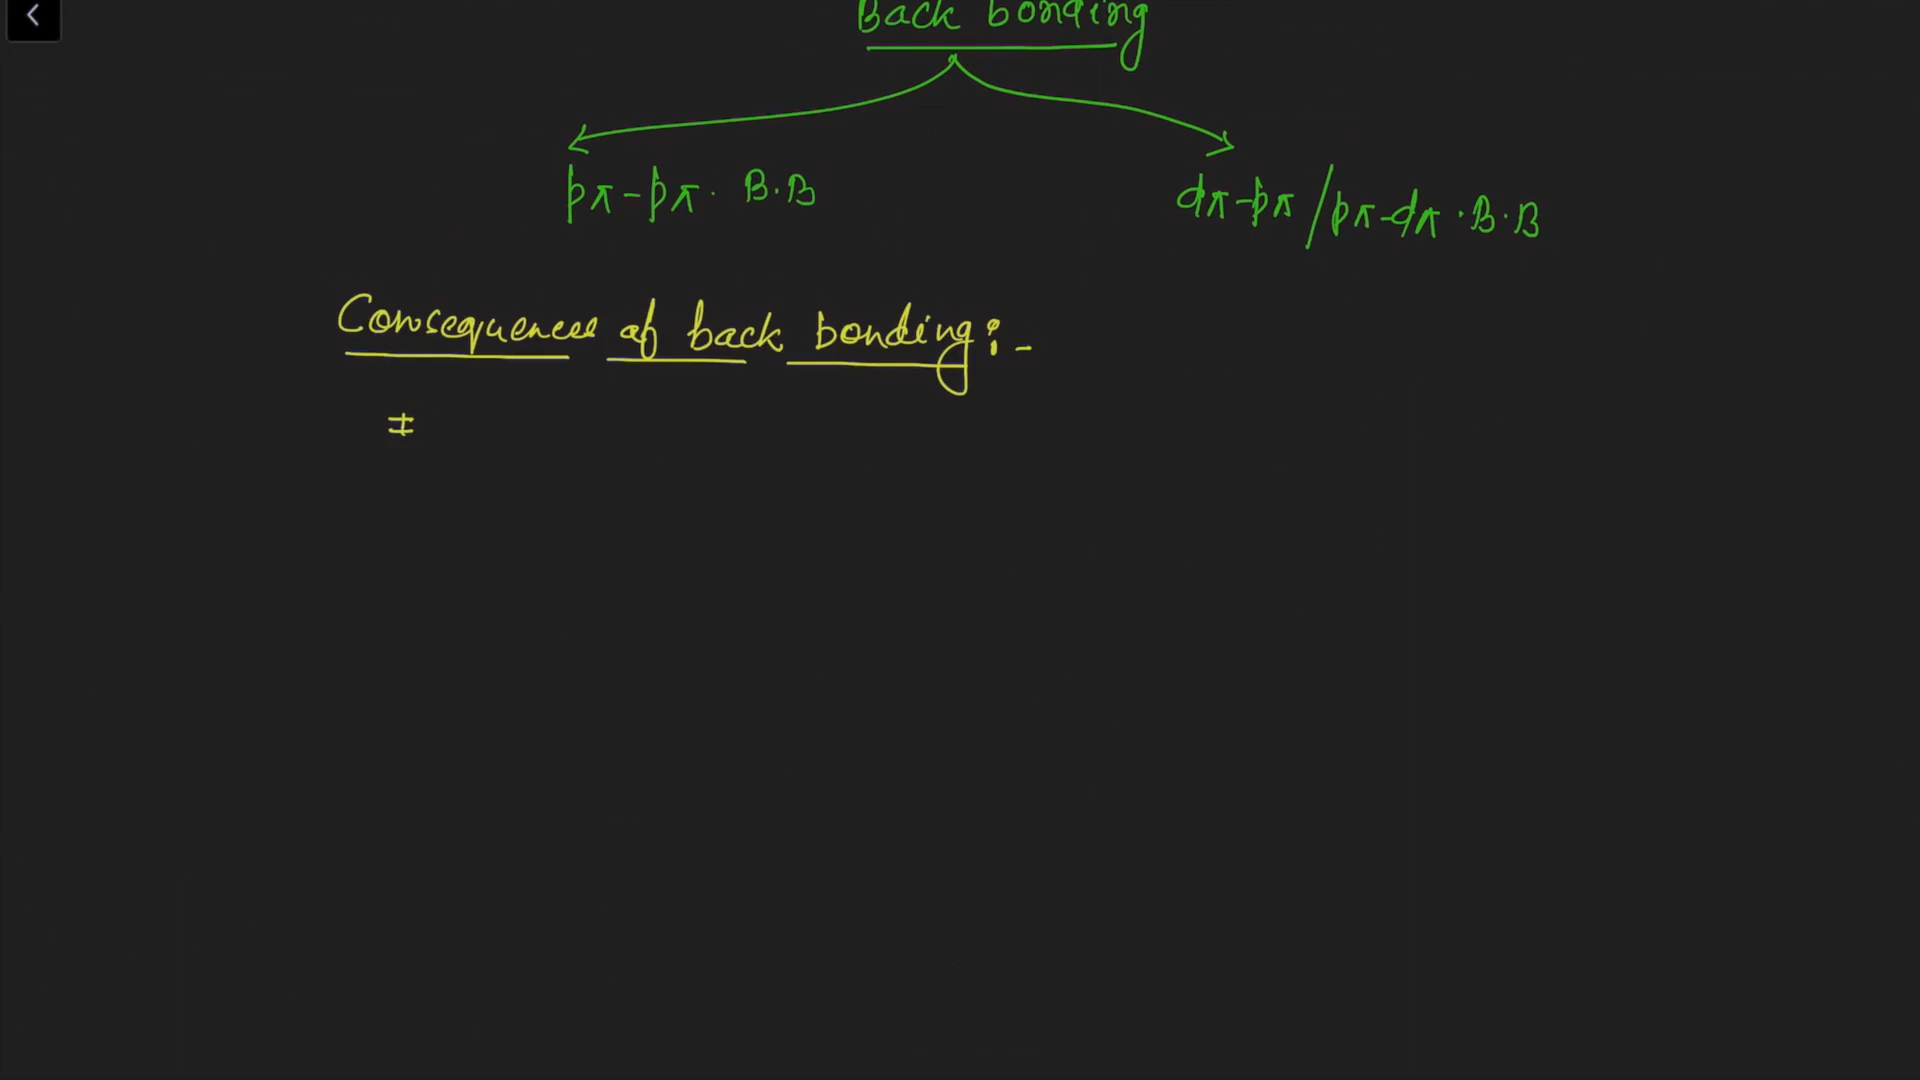 Back bonding
pπ-pπ. B.B
dπ-pπ/pπ-dπ.B.B
Consequences of back bonding:-
#